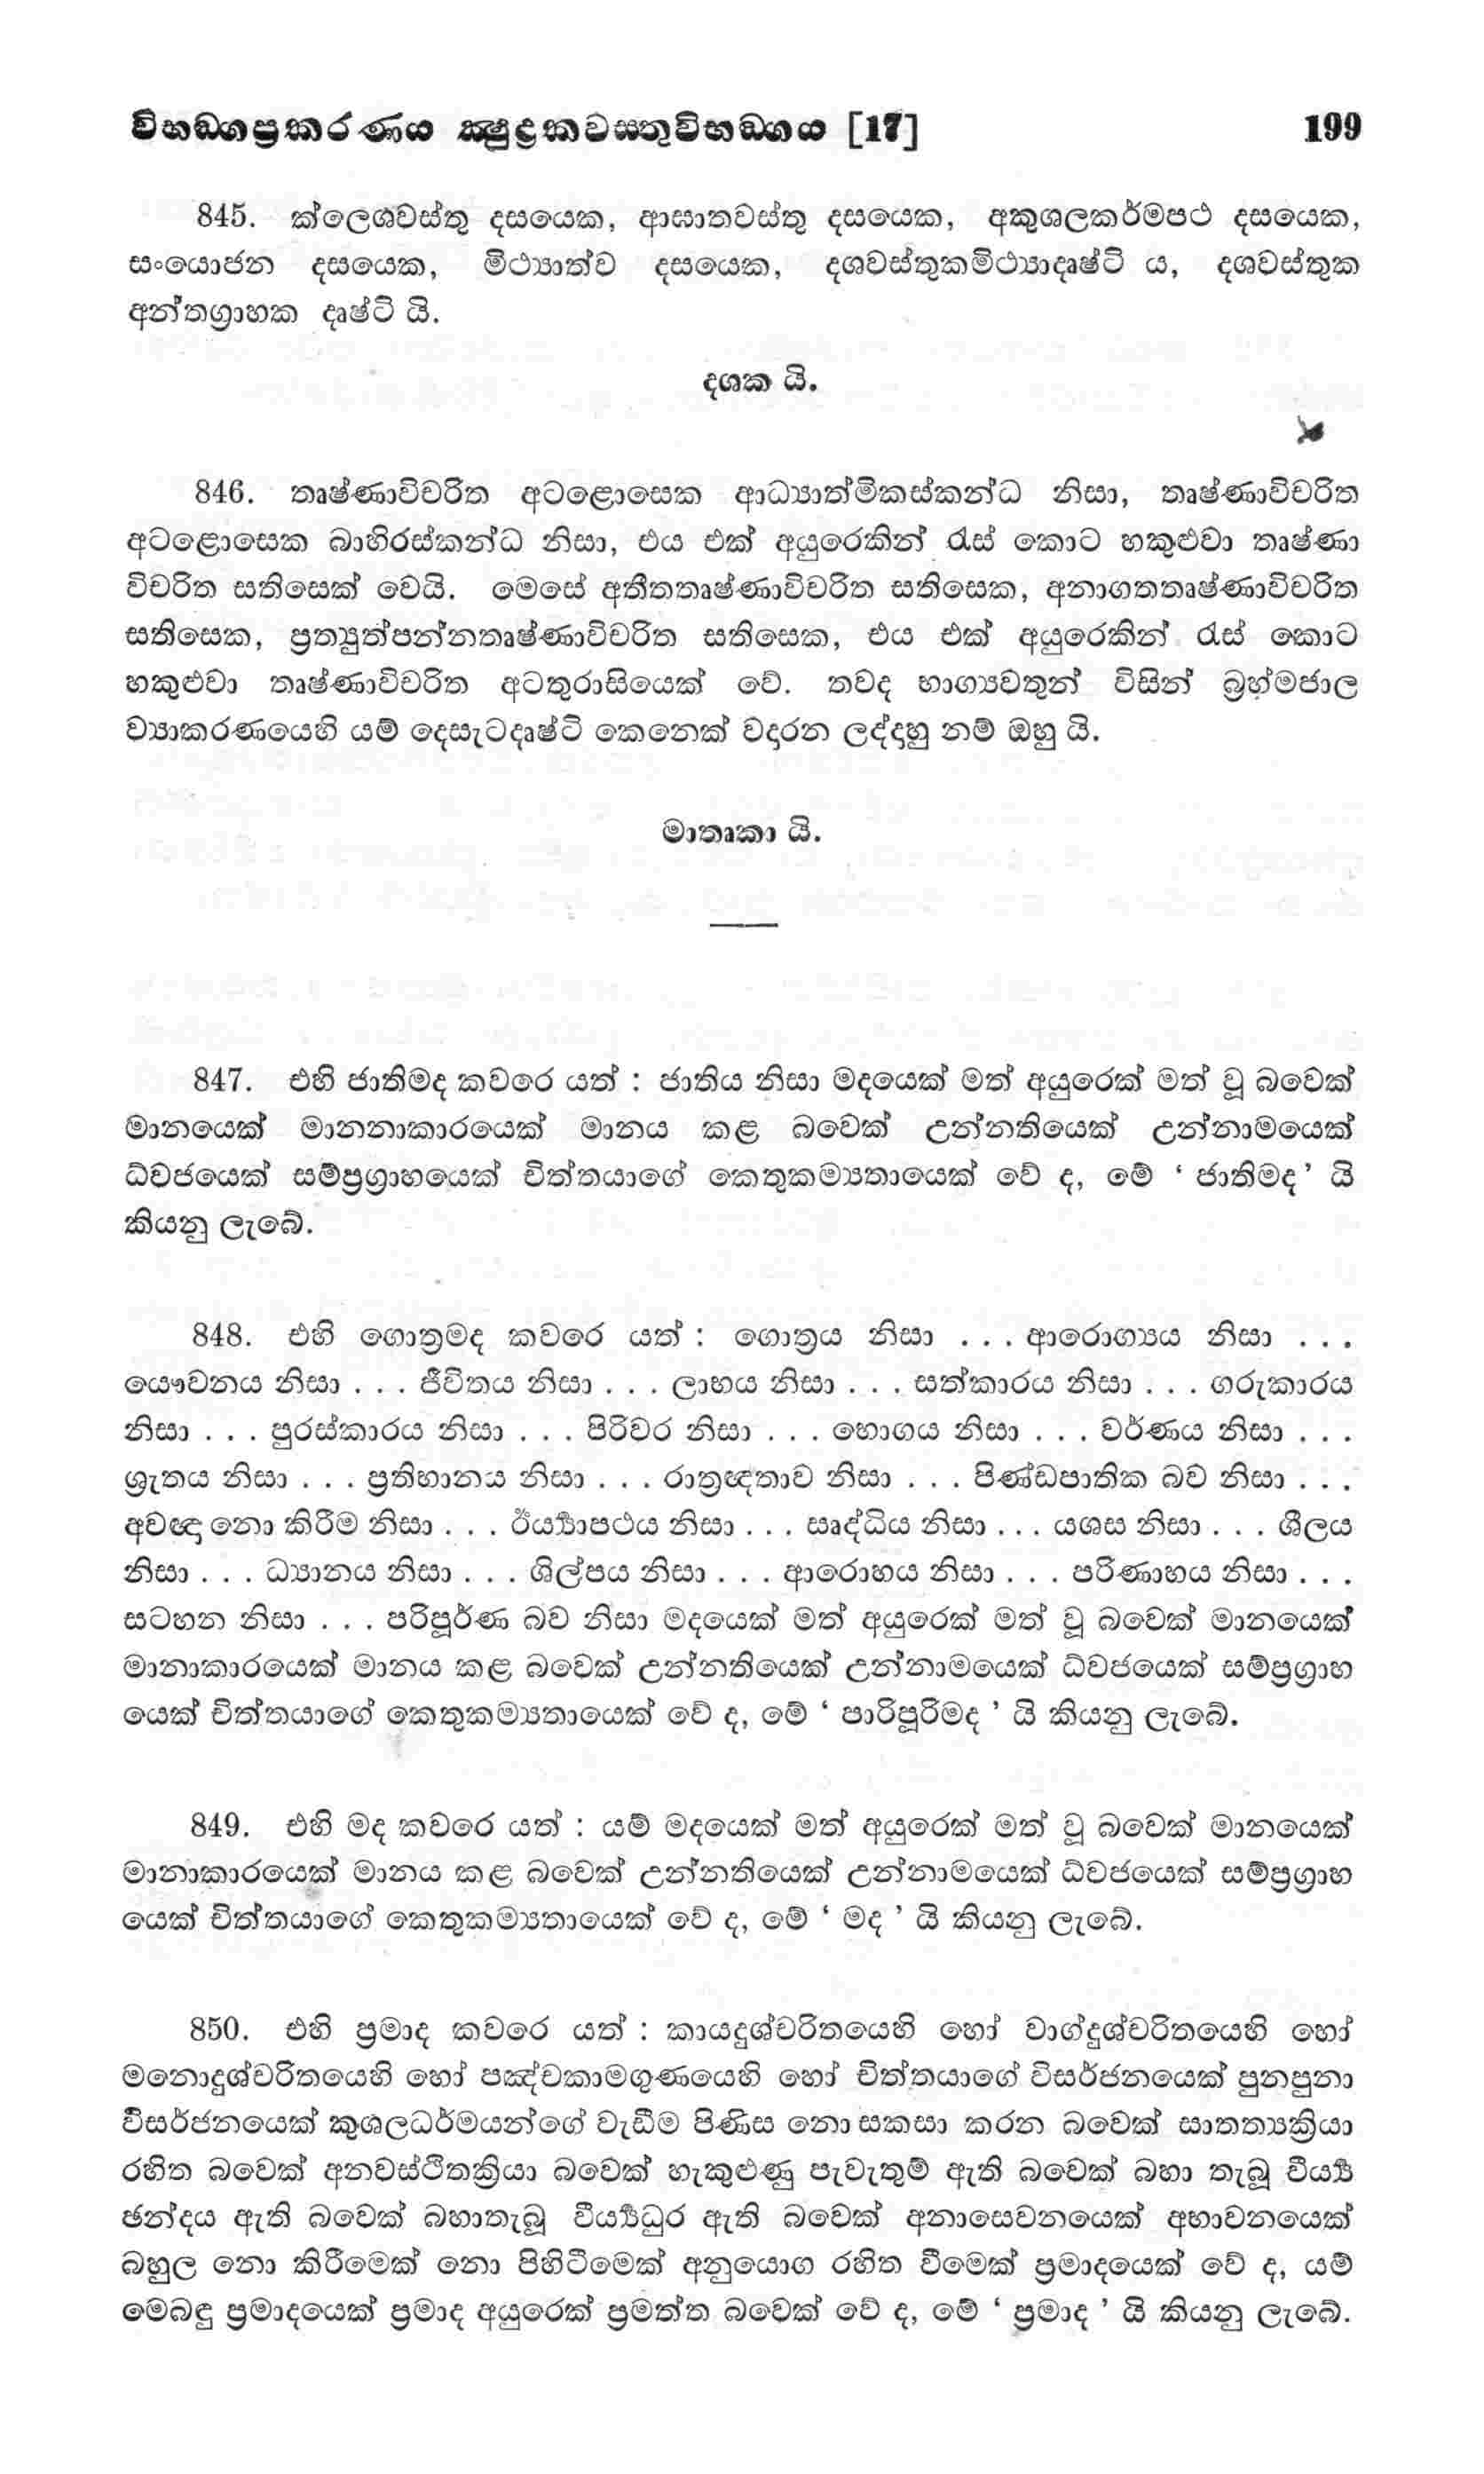 විභඞ්ගප්‍රකරණය ක්‍ෂුද්‍රකවස්තුවිභඞ්ගය [17] 199
845. ක්ලෙශවස්තු දසයෙක, ආඝාතවස්තු දසයෙක, අකුශලකර්මපථ දසයෙක,
සංයොජන දසයෙක, මිථ්‍යාත්ව දසයෙක, දශවස්තුකමිථ්‍යාදෘෂ්ටි ය, දශවස්තුක
අන්තග්‍රාහක දෘෂ්ටි යි.
දශක යි.
846. තෘෂ්ණාවිචරිත අටළොසෙක ආධ්‍යාත්මිකස්කන්ධ නිසා, තෘෂ්ණාවිචරිත
අටළොසෙක බාහිරස්කන්ධ නිසා, එය එක් අයුරෙකින් රැස් කොට හකුළුවා තෘෂ්ණා
විචරිත සතිසෙක් වෙයි. මෙසේ අතීතතෘෂ්ණාවිචරිත සතිසෙක, අනාගතතෘෂ්ණාවිචරිත
සතිසෙක, ප්‍රත්‍යුත්පන්නතෘෂ්ණාවිචරිත සතිසෙක, එය එක් අයුරෙකින් රැස් කොට
හකුළුවා තෘෂ්ණාවිචරිත අටතුරාසියෙක් වේ. තවද භාග්‍යවතුන් විසින් බ්‍රහ්මජාල
ව්‍යාකරණයෙහි යම් දෙසැටදෘෂ්ටි කෙනෙක් වදාරන ලද්දාහු නම් ඔහු යි.
මාතෘකා යි.
847. එහි ජාතිමද කවරෙ යත් : ජාතිය නිසා මදයෙක් මත් අයුරෙක් මත් වූ බවෙක්
මානයෙක් මානනාකාරයෙක් මානය කළ බවෙක් උන්නතියෙක් උන්නාමයෙක්
ධ්වජයෙක් සම්ප්‍රග්‍රාහයෙක් චිත්තයාගේ කෙතුකම්‍යතායෙක් වේ ද, මේ ‘ ජාතිමද’ යි
කියනු ලැබේ.
848. එහි ගොත්‍රමද කවරෙ යත් : ගොත්‍රය නිසා . . . ආරොග්‍යය නිසා . . .
යෞවනය නිසා . . . ජීවිතය නිසා . . . ලාභය නිසා . . . සත්කාරය නිසා . . . ගරුකාරය
නිසා . . . පුරස්කාරය නිසා . . . පිරිවර නිසා . . . භොගය නිසා . . . වර්ණය නිසා . . .
ශ්‍රුතය නිසා . . . ප්‍රතිභානය නිසා . . . රාත්‍රඥතාව නිසා . . . පිණ්ඩපාතික බව නිසා . . .
අවඥා නො කිරීම නිසා . . . ඊර්‍ය්‍යාපථය නිසා . . . සෘද්ධිය නිසා . . . යශස නිසා . . . ශීලය
නිසා . . . ධ්‍යානය නිසා . . . ශිල්පය නිසා . . . ආරොහය නිසා . . . පරිණාහය නිසා . . .
සටහන නිසා . . . පරිපූර්ණ බව නිසා මදයෙක් මත් අයුරෙක් මත් වූ බවෙක් මානයෙක්
මානාකාරයෙක් මානය කළ බවෙක් උන්නතියෙක් උන්නාමයෙක් ධ්වජයෙක් සම්ප්‍රග්‍රාහ
යෙක් චිත්තයාගේ කෙතුකම්‍යතායෙක් වේ ද, මේ ‘ පාරිපූරිමද ’ යි කියනු ලැබේ.
849. එහි මද කවරෙ යත් : යම් මදයෙක් මත් අයුරෙක් මත් වූ බවෙක් මානයෙක්
මානාකාරයෙක් මානය කළ බවෙක් උන්නතියෙක් උන්නාමයෙක් ධ්වජයෙක් සම්ප්‍රග්‍රාහ
යෙක් චිත්තයාගේ කෙතුකම්‍යතායෙක් වේ ද, මේ ‘ මද ’ යි කියනු ලැබේ.
850. එහි ප්‍රමාද කවරෙ යත් : කායදුශ්චරිතයෙහි හෝ වාග්දුශ්චරිතයෙහි හෝ
මනොදුශ්චරිතයෙහි හෝ පඤ්චකාමගුණයෙහි හෝ චිත්තයාගේ විසර්ජනයෙක් පුනපුනා
විසර්ජනයෙක් කුශලධර්මයන්ගේ වැඩීම පිණිස නො සකසා කරන බවෙක් සාතත්‍යක්‍රියා
රහිත බවෙක් අනවස්ථිතක්‍රියා බවෙක් හැකුළුණු පැවැතුම් ඇති බවෙක් බහා තැබූ වීර්‍ය්‍ය
ඡන්දය ඇති බවෙක් බහාතැබූ වීර්‍ය්‍යධුර ඇති බවෙක් අනාසෙවනයෙක් අභාවනයෙක්
බහුල නො කිරීමෙක් නො පිහිටීමෙක් අනුයොග රහිත වීමෙක් ප්‍රමාදයෙක් වේ ද, යම්
මෙබඳු ප්‍රමාදයෙක් ප්‍රමාද අයුරෙක් ප්‍රමත්ත බවෙක් වේ ද, මේ ‘ ප්‍රමාද ’ යි කියනු ලැබේ.